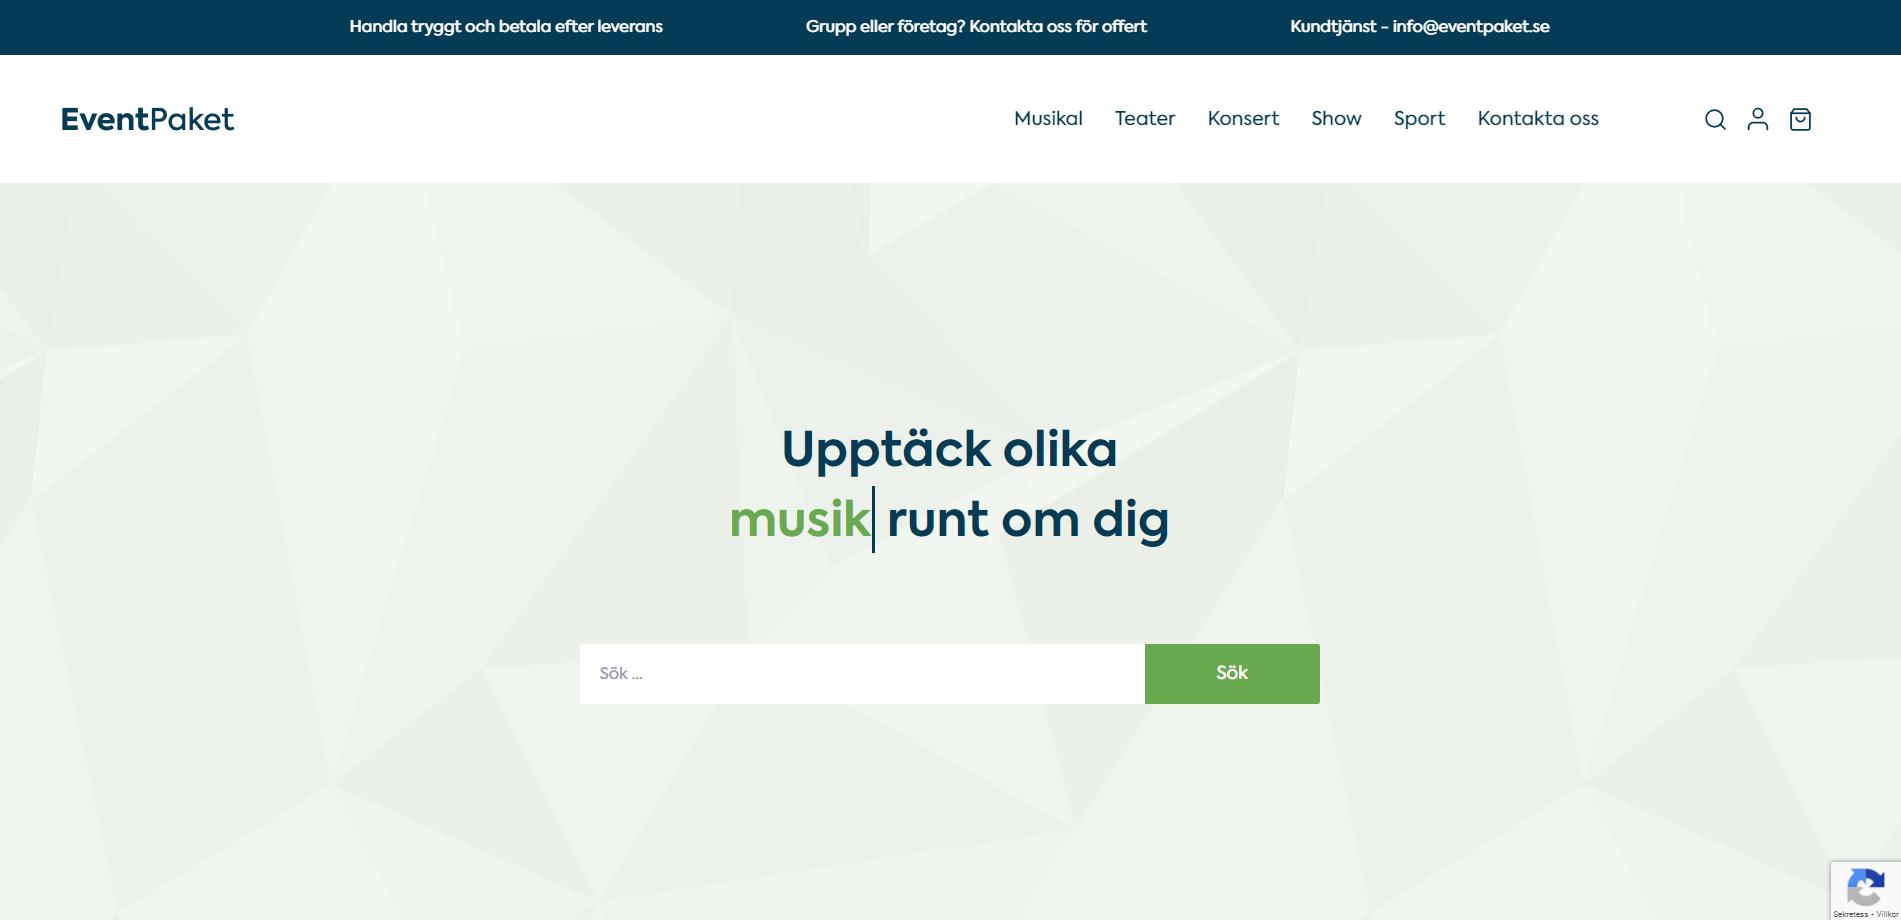 Handla tryggt och betala efter leverans
Grupp eller företag? Kontakta oss för offert
Kundtjänst - info@eventpaket.se
EventPaket
Musikal
Teater
Konsert
Show
Sport
Kontakta oss
Upptäck olika
musik runt om dig
Sök ...
Sök
Sekretess - Villkor